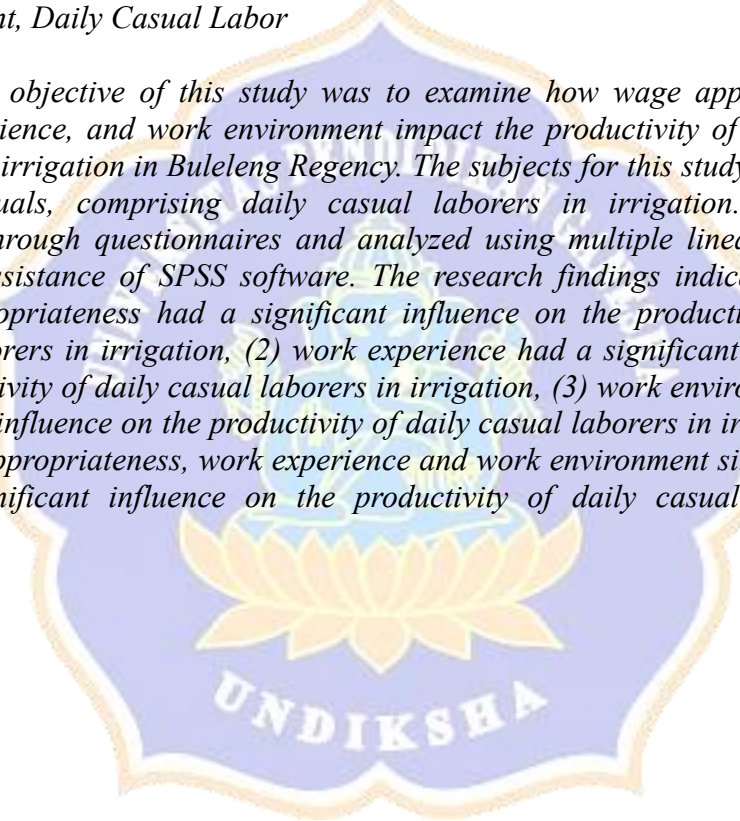 nt, Daily Casual Labor
objective of this study was to examine how wage app
ience, and work environment impact the productivity of
irrigation in Buleleng Regency. The subjects for this study
uals, comprising daily casual laborers in irrigation.
hrough questionnaires and analyzed using multiple linea
ssistance of SPSS software. The research findings indica
opriateness had a significant influence on the producti
orers in irrigation, (2) work experience had a significant
tivity of daily casual laborers in irrigation, (3) work enviro
influence on the productivity of daily casual laborers in ir
ppropriateness, work experience and work environment si
nificant influence on the productivity of daily casual
UNDIKSHA